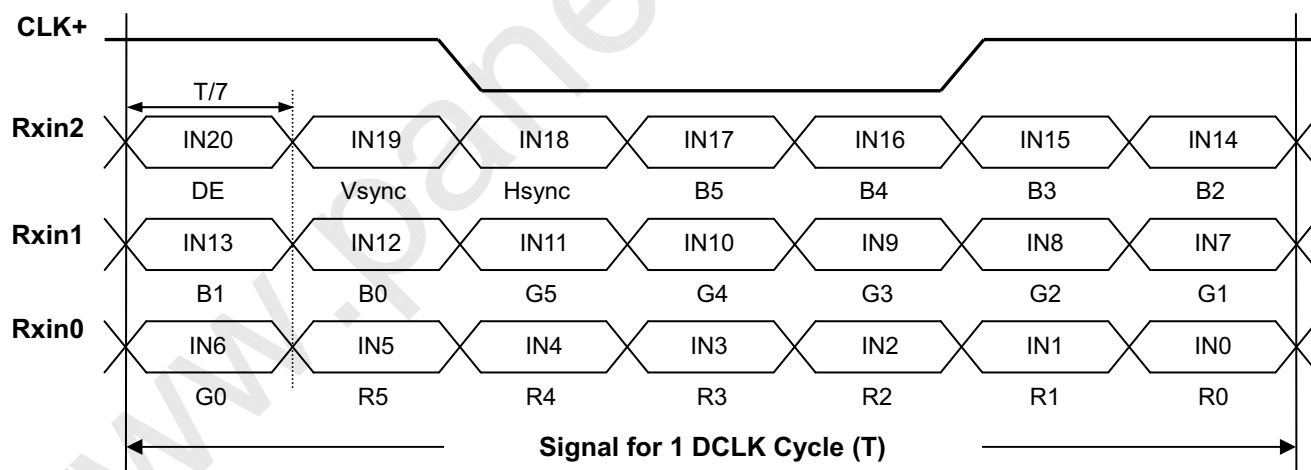 CLK+
T/7
Rxin2 IN20 IN19 IN18 IN17 IN16 IN15 IN14
DE Vsync Hsync B5 B4 B3 B2
Rxin1 IN13 IN12 IN11 IN10 IN9 IN8 IN7
B1 B0 G5 G4 G3 G2 G1
Rxin0 IN6 IN5 IN4 IN3 IN2 IN1 IN0
G0 R5 R4 R3 R2 R1 R0
Signal for 1 DCLK Cycle (T)
www.pane